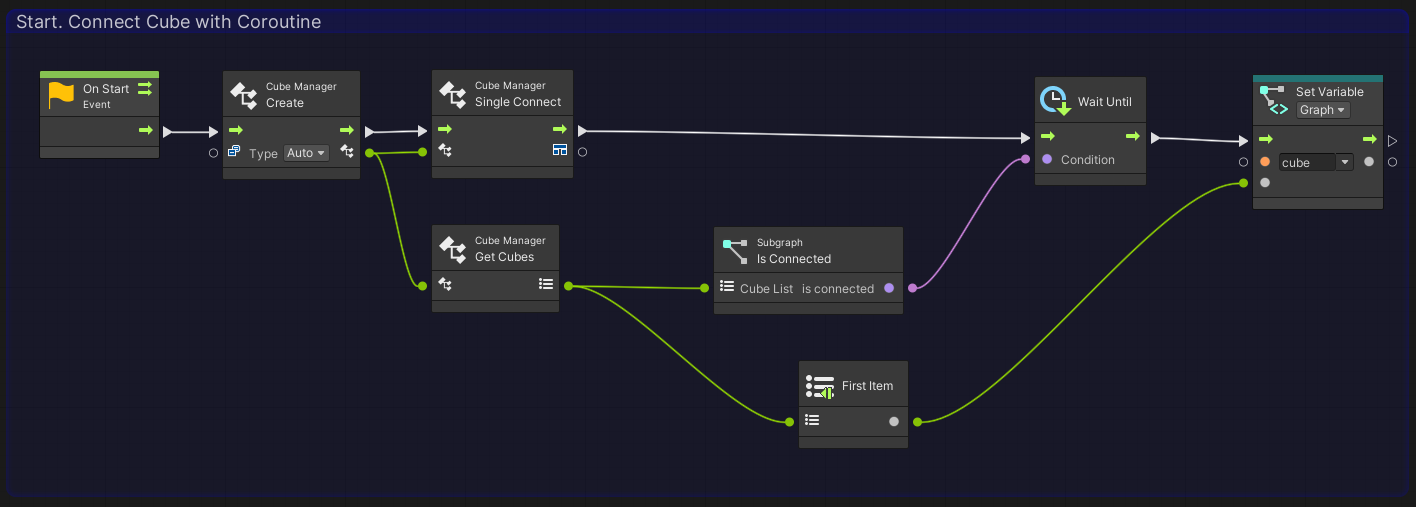 Start. Connect Cube with Coroutine
On Start
Event
Cube Manager
Create
Type Auto
Cube Manager
Single Connect
Wait Until
Condition
Set Variable
Graph
cube
Cube Manager
Get Cubes
Subgraph
Is Connected
Cube List is connected
First Item